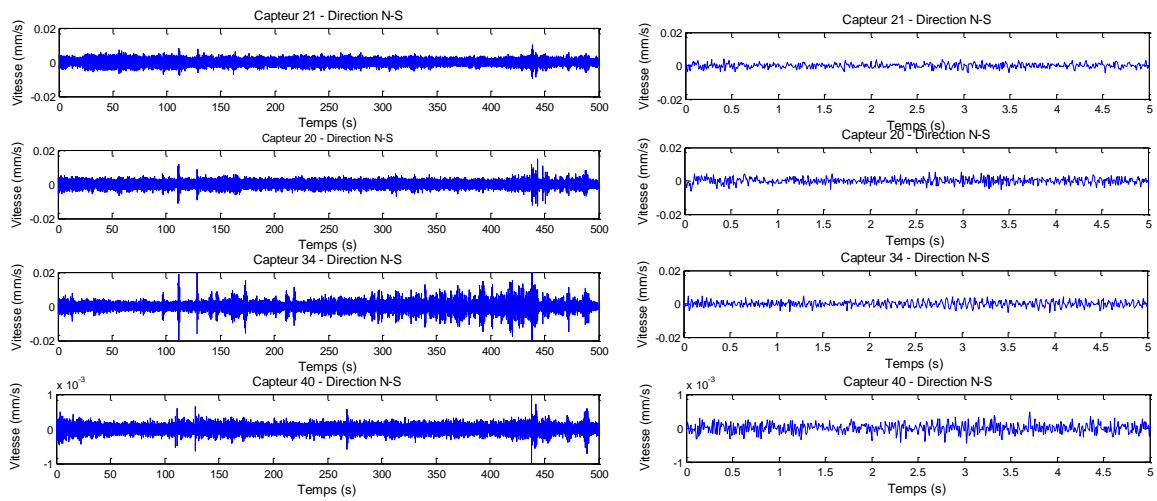 Capteur 21 - Direction N-S
0.02
0
-0.02
Vitesse (mm/s)
0 50 100 150 200 250 300 350 400 450 500
Temps (s)
Capteur 20 - Direction N-S
0.02
0
-0.02
Vitesse (mm/s)
0 50 100 150 200 250 300 350 400 450 500
Temps (s)
Capteur 34 - Direction N-S
0.02
0
-0.02
Vitesse (mm/s)
0 50 100 150 200 250 300 350 400 450 500
Temps (s)
x 10-3
Capteur 40 - Direction N-S
1
0
-1
Vitesse (mm/s)
0 50 100 150 200 250 300 350 400 450 500
Temps (s)
Capteur 21 - Direction N-S
0.02
0
-0.02
Vitesse (mm/s)
0 0.5 1 1.5 2 2.5 3 3.5 4 4.5 5
Temps (s)
Capteur 20 - Direction N-S
0.02
0
-0.02
Vitesse (mm/s)
0 0.5 1 1.5 2 2.5 3 3.5 4 4.5 5
Temps (s)
Capteur 34 - Direction N-S
0.02
0
-0.02
Vitesse (mm/s)
0 0.5 1 1.5 2 2.5 3 3.5 4 4.5 5
Temps (s)
x 10-3
Capteur 40 - Direction N-S
1
0
-1
Vitesse (mm/s)
0 0.5 1 1.5 2 2.5 3 3.5 4 4.5 5
Temps (s)